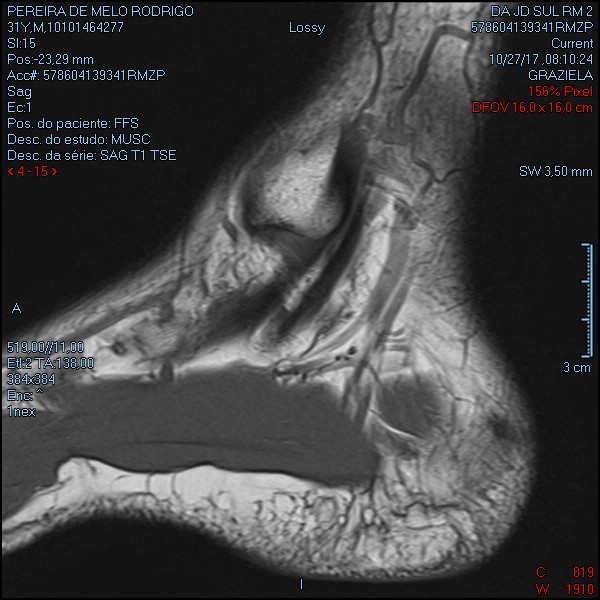 PEREIRA DE MELO RODRIGO
31Y,M,10101464277
Sl:15
Pos:-23,29 mm
Acc#: 578604139341RMZP
Sag
Ec:1
Pos. do paciente: FFS
Desc. do estudo: MUSC
Desc. da série: SAG T1 TSE
< 4 - 15 >
Lossy
DA JD SUL RM 2
578604139341RMZP
Current
10/27/17 ,08:10:24
GRAZIELA
156% Pixel
DFOV 16,0 x 16,0 cm
SW 3,50 mm
A
519,00//11,00
Etl:2 TA:138.00
384x384
Enc: ^
1nex
3 cm
I
C 819
W 1910